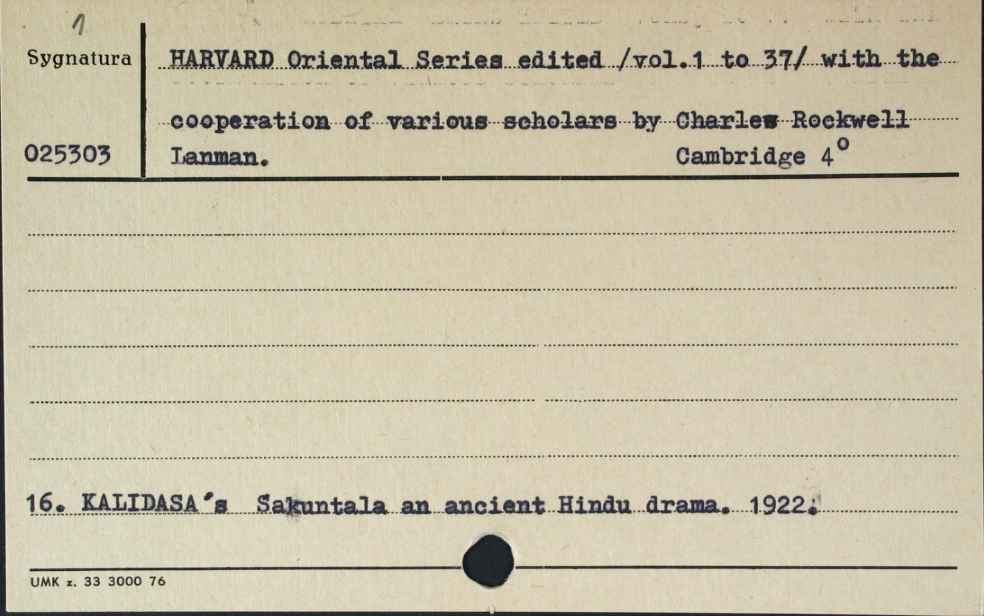 1
Sygnatura
HARVARD Oriental Series edited /vol.1 to 37/ with the
cooperation of various scholars by Charles Rockwell
025303
Lanman. Cambridge 4°
16. KALIDASA's Sakuntala an ancient Hindu drama. 1922.
UMK z. 33 3000 76